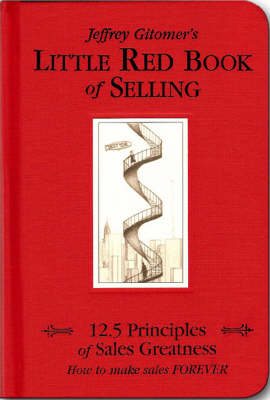 Jeffrey Gitomer's
LITTLE RED BOOK
of SELLING
12.5 Principles
of Sales Greatness
How to make sales FOREVER